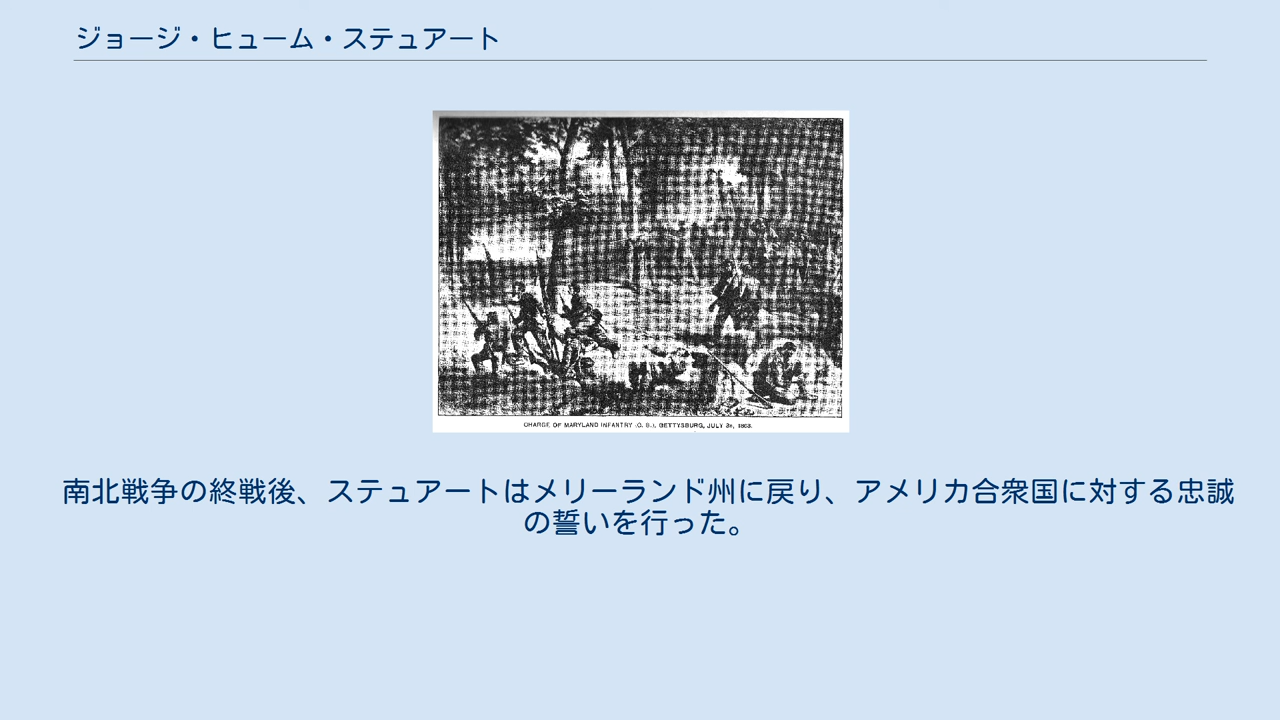 ジョージ・ヒューム・ステュアート
CHARGE OF MARYLAND INFANTRY (C. S.), GETTYSBURG, JULY 3D, 1863.
南北戦争の終戦後、ステュアートはメリーランド州に戻り、アメリカ合衆国に対する忠誠
の誓いを行った。